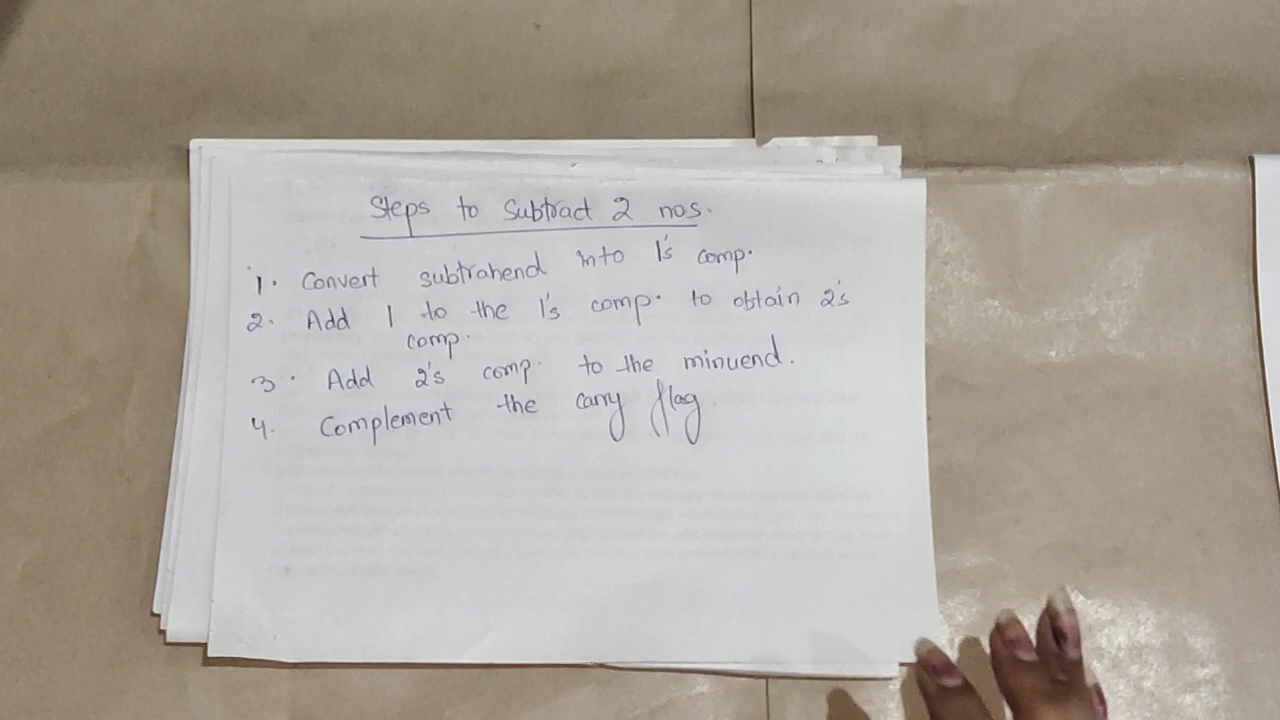 Steps to Subtract 2 nos.
1. Convert subtrahend into 1's comp.
2. Add 1 to the 1's comp. to obtain 2's
comp.
3. Add 2's comp. to the minuend.
4. Complement the carry flag.